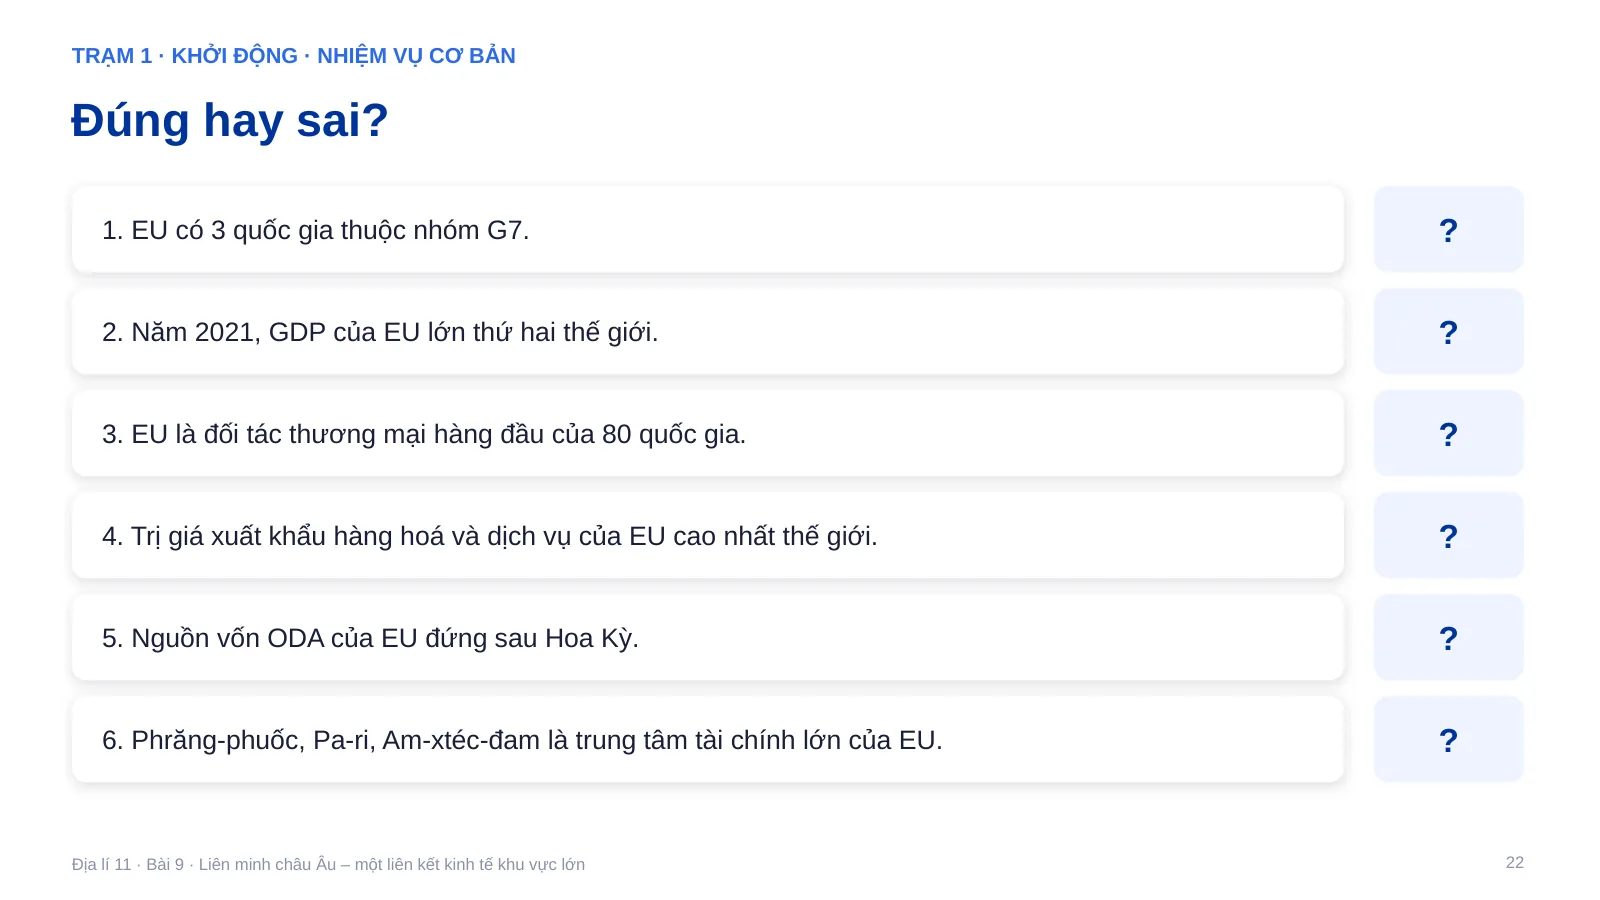 TRẠM 1 · KHỞI ĐỘNG · NHIỆM VỤ CƠ BẢN
Đúng hay sai?
1. EU có 3 quốc gia thuộc nhóm G7.
?
2. Năm 2021, GDP của EU lớn thứ hai thế giới.
?
3. EU là đối tác thương mại hàng đầu của 80 quốc gia.
?
4. Trị giá xuất khẩu hàng hoá và dịch vụ của EU cao nhất thế giới.
?
5. Nguồn vốn ODA của EU đứng sau Hoa Kỳ.
?
6. Phrăng-phuốc, Pa-ri, Am-xtéc-đam là trung tâm tài chính lớn của EU.
?
Địa lí 11 · Bài 9 · Liên minh châu Âu – một liên kết kinh tế khu vực lớn
22